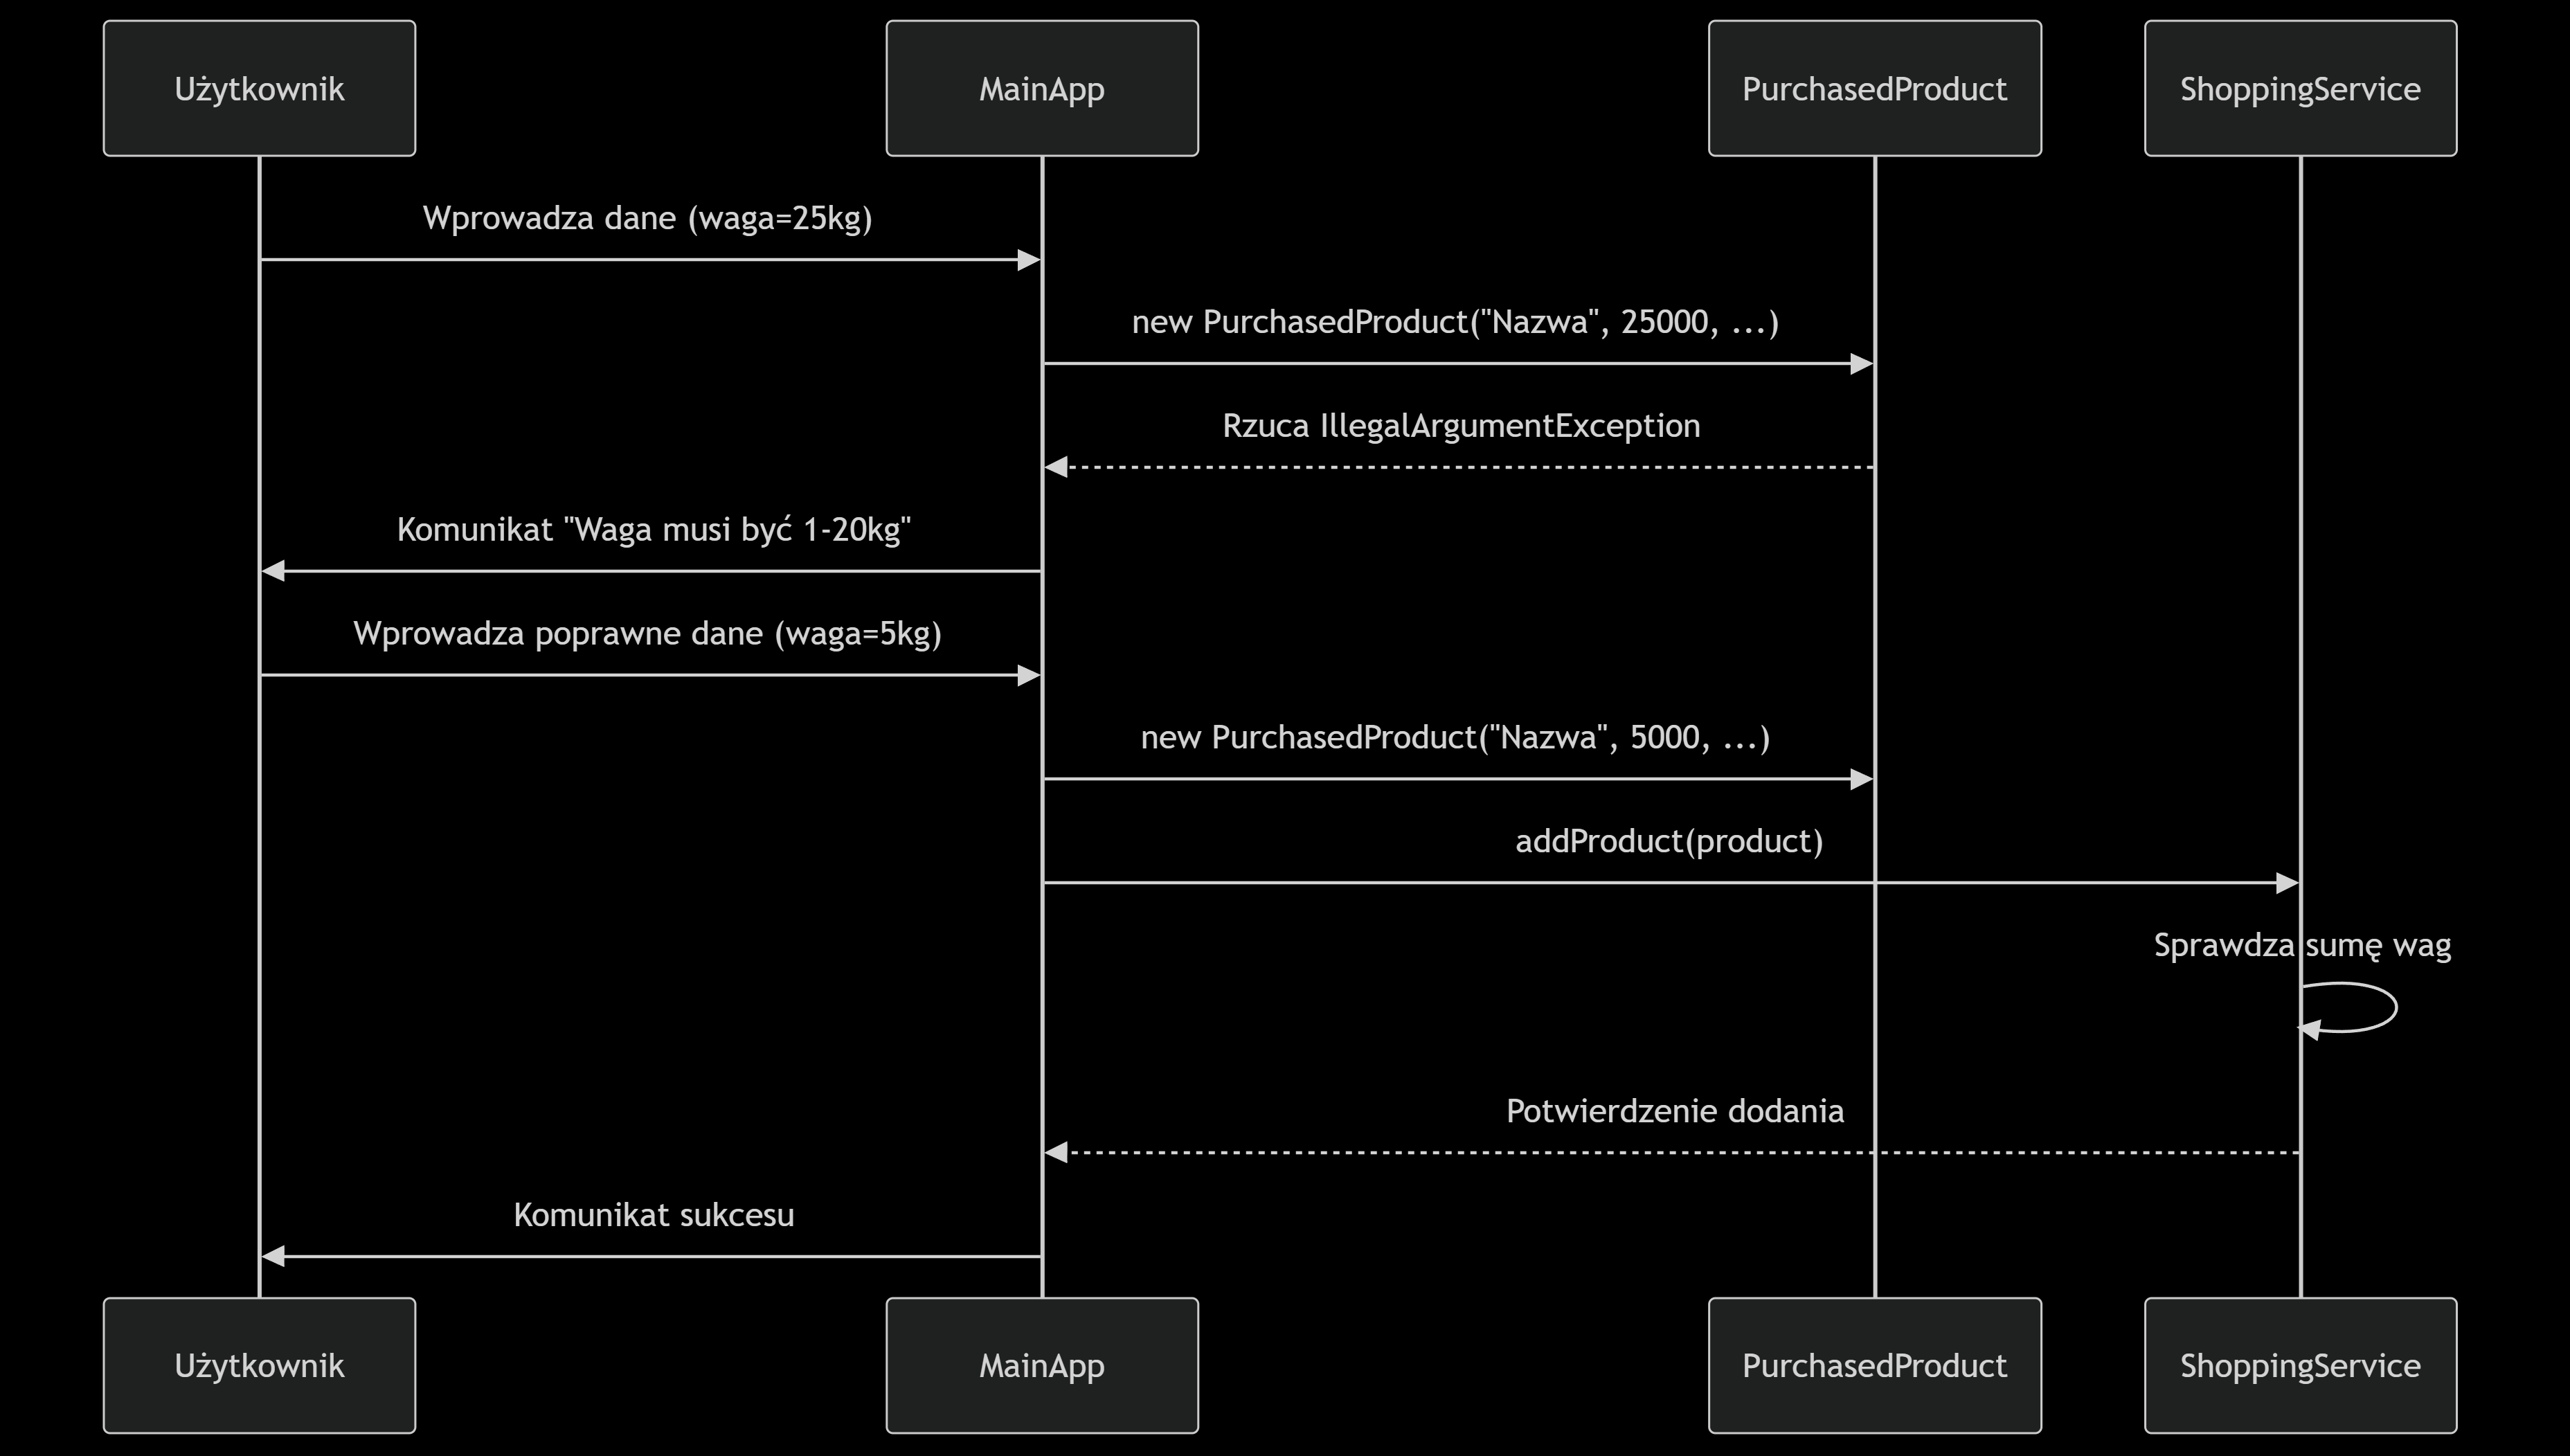 Użytkownik
MainApp
PurchasedProduct
ShoppingService
Wprowadza dane (waga=25kg)
new PurchasedProduct("Nazwa", 25000, ...)
Rzuca IllegalArgumentException
Komunikat "Waga musi być 1-20kg"
Wprowadza poprawne dane (waga=5kg)
new PurchasedProduct("Nazwa", 5000, ...)
addProduct(product)
Sprawdza sumę wag
Potwierdzenie dodania
Komunikat sukcesu
Użytkownik
MainApp
PurchasedProduct
ShoppingService